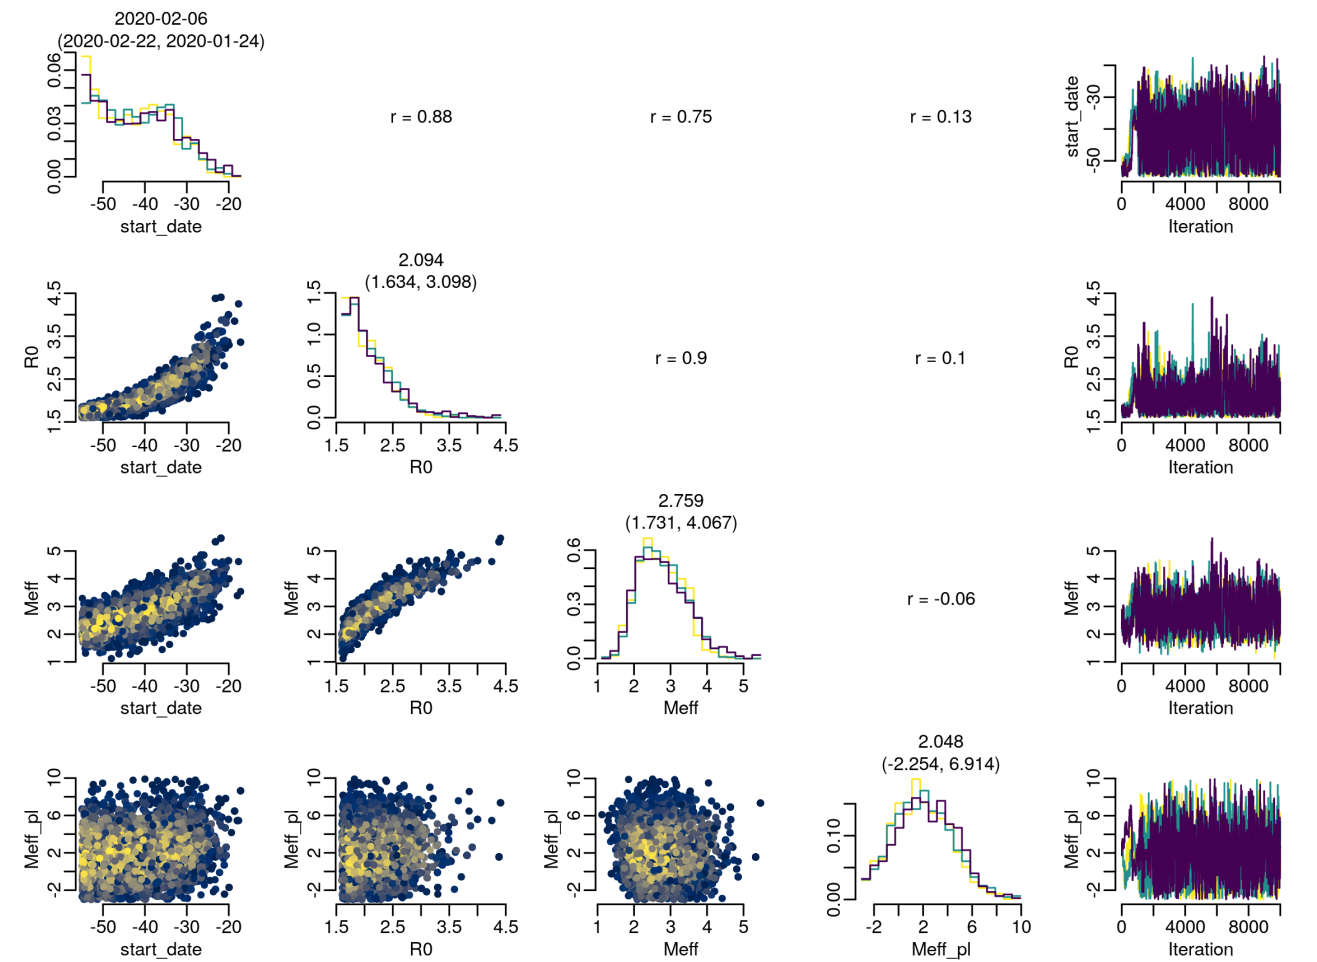 2020-02-06
(2020-02-22, 2020-01-24)
0.00 0.03 0.06
-50 -40 -30 -20
start_date
r = 0.88
r = 0.75
r = 0.13
start_date
-50 -30
0 4000 8000
Iteration
R0
1.5 2.5 3.5 4.5
-50 -40 -30 -20
start_date
2.094
(1.634, 3.098)
0.0 0.5 1.0 1.5
1.5 2.5 3.5 4.5
R0
r = 0.9
r = 0.1
R0
1.5 2.5 3.5 4.5
0 4000 8000
Iteration
Meff
1 2 3 4 5
-50 -40 -30 -20
start_date
Meff
1 2 3 4 5
1.5 2.5 3.5 4.5
R0
2.759
(1.731, 4.067)
0.0 0.3 0.6
1 2 3 4 5
Meff
r = -0.06
Meff
1 2 3 4 5
0 4000 8000
Iteration
Meff_pl
-2 2 6 10
-50 -40 -30 -20
start_date
Meff_pl
-2 2 6 10
1.5 2.5 3.5 4.5
R0
Meff_pl
-2 2 6 10
1 2 3 4 5
Meff
2.048
(-2.254, 6.914)
0.00 0.10
-2 2 6 10
Meff_pl
Meff_pl
-2 2 6 10
0 4000 8000
Iteration